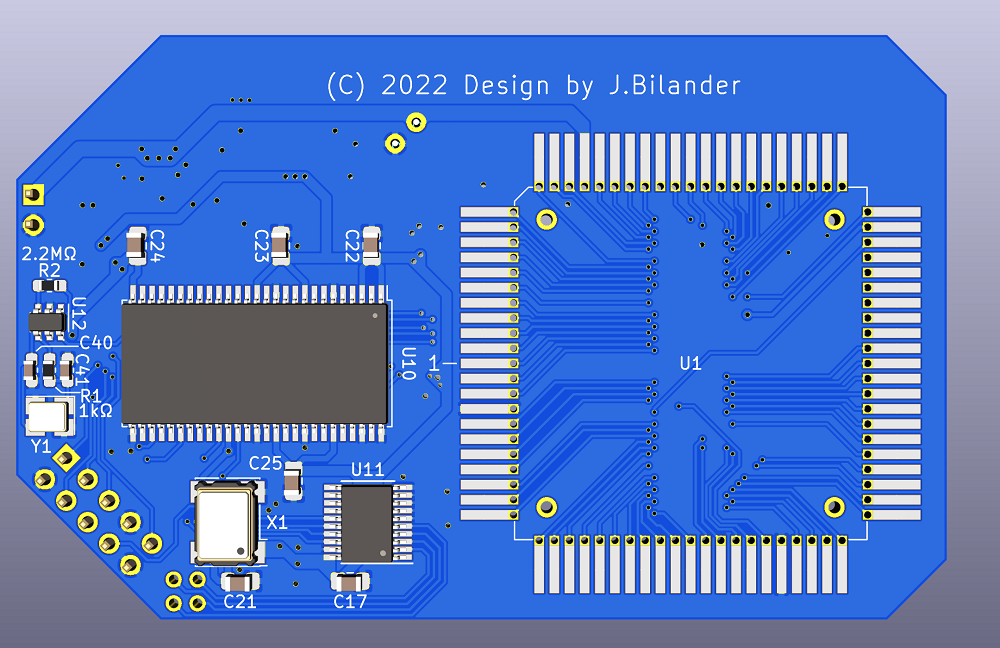 (C) 2022 Design by J.Bilander
C24
C23
C22
2.2MΩ
R2
U12
C40
C41
R1
1kΩ
Y1
U10
1
U1
C25
U11
X1
C21
C17